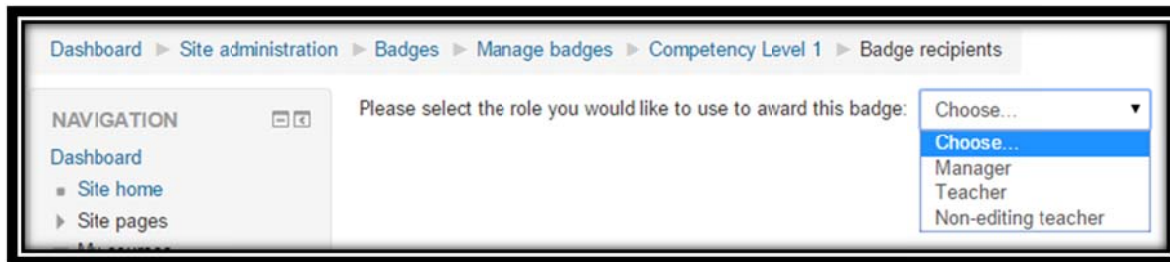 Dashboard Site administration Badges Manage badges Competency Level 1 Badge recipients
NAVIGATION
Dashboard
Site home
Site pages
Please select the role you would like to use to award this badge: Choose...
Choose...
Manager
Teacher
Non-editing teacher